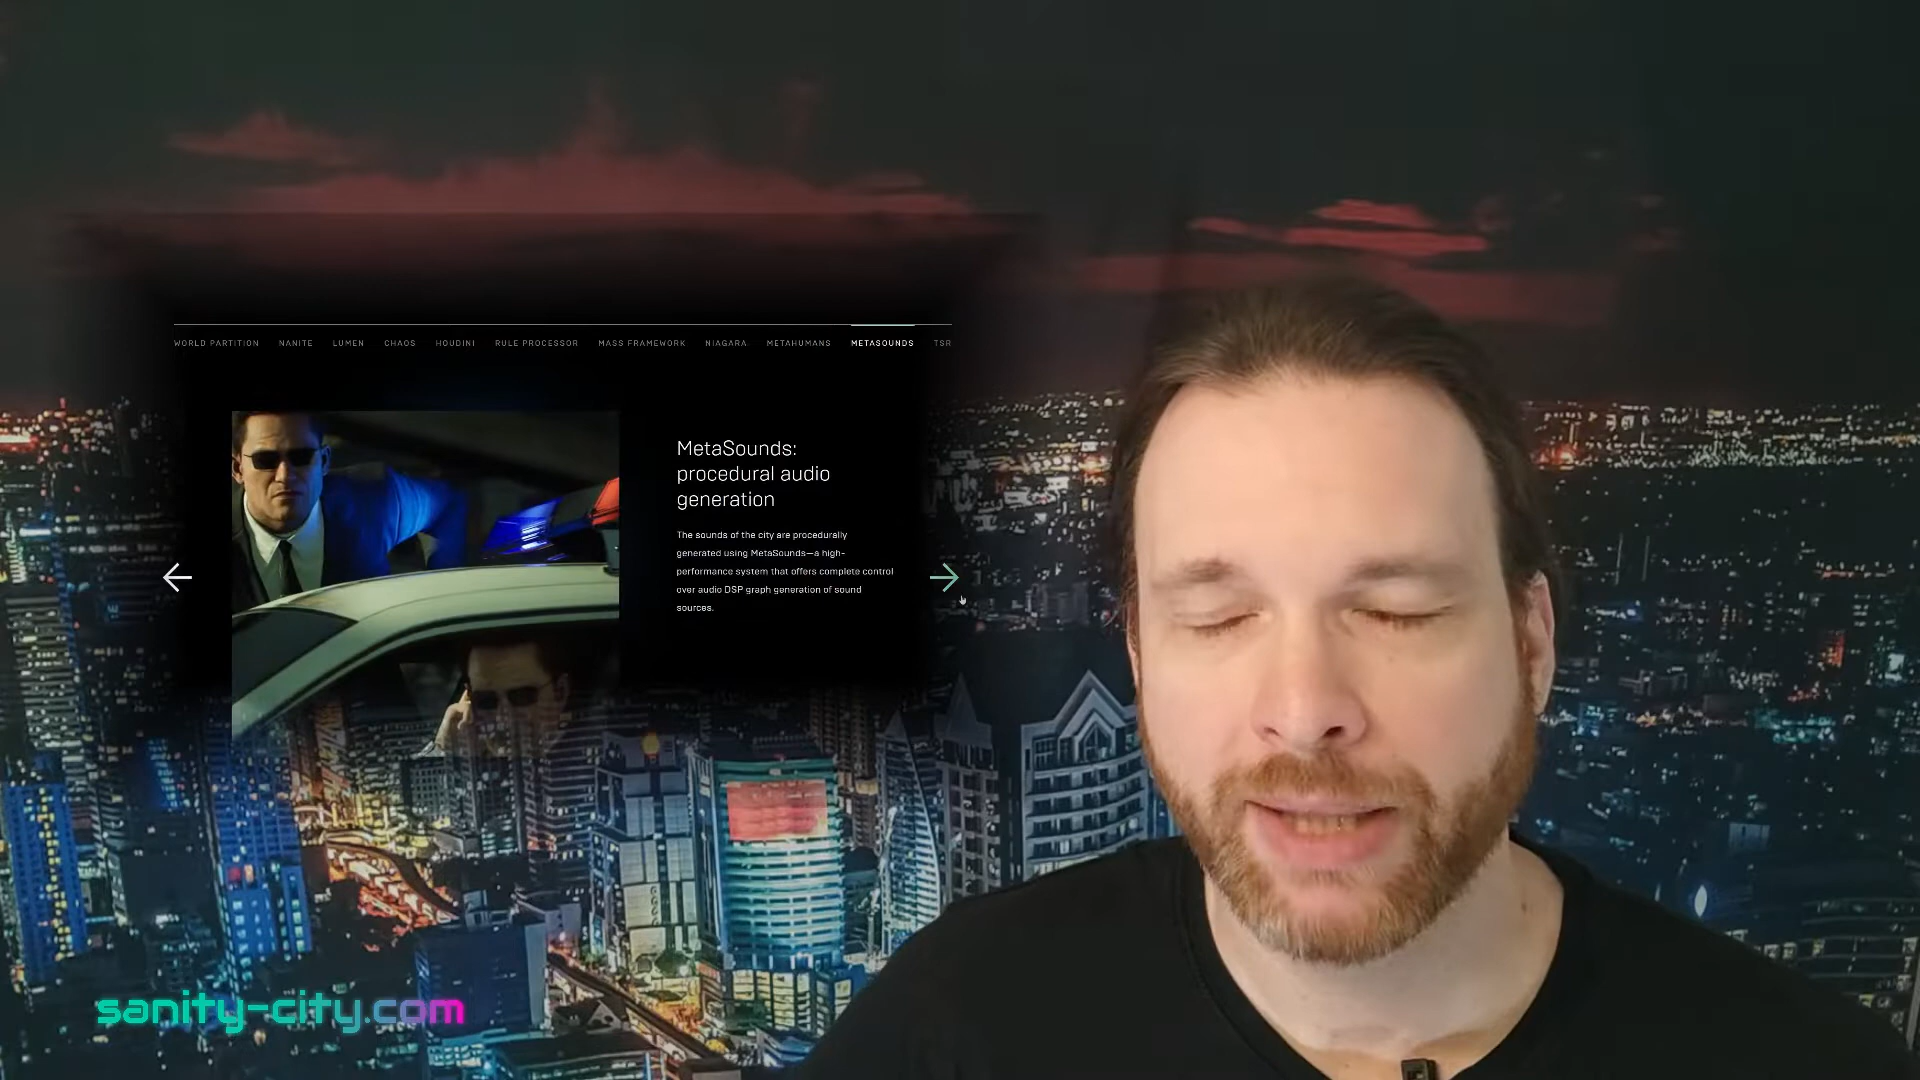 WORLD PARTITION NANITE LUMEN CHAOS HOUDINI RULE PROCESSOR MASS FRAMEWORK NIAGARA METAHUMANS METASOUNDS TSR
MetaSounds:
procedural audio
generation
The sounds of the city are procedurally
generated using MetaSounds—a high-
performance system that offers complete control
over audio DSP graph generation of sound
sources.
sanity-city.com